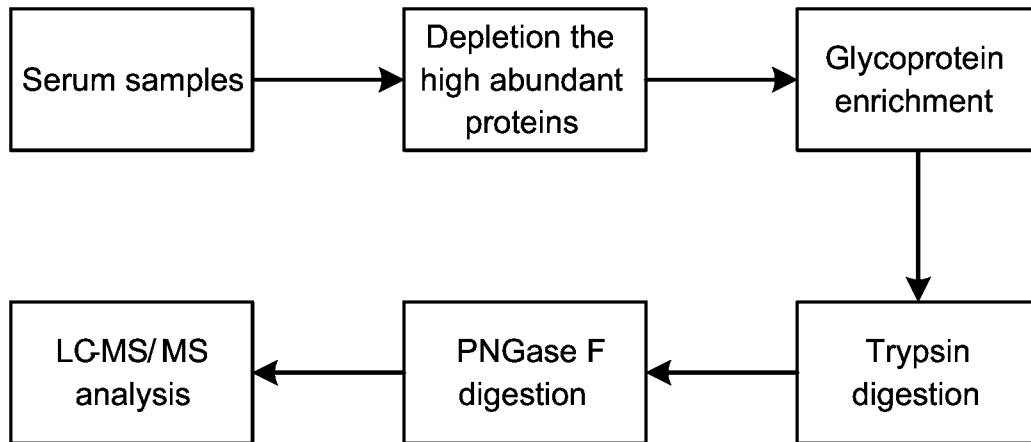 Serum samples
Depletion the
high abundant
proteins
Glycoprotein
enrichment
Trypsin
digestion
PNGase F
digestion
LC-MS/MS
analysis